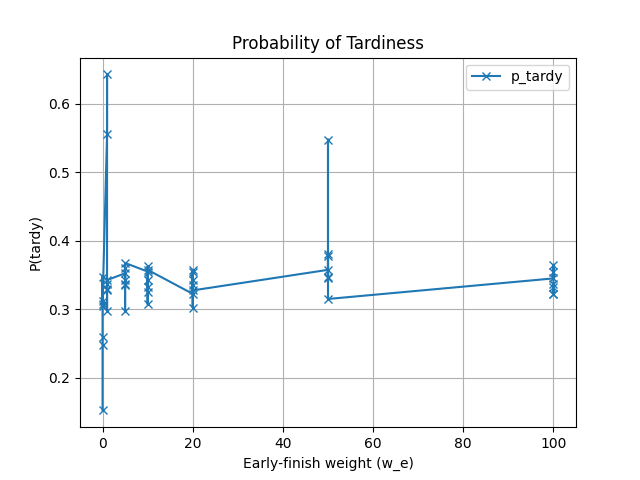 Probability of Tardiness
p_tardy
P(tardy)
0.6
0.5
0.4
0.3
0.2
0 20 40 60 80 100
Early-finish weight (w_e)